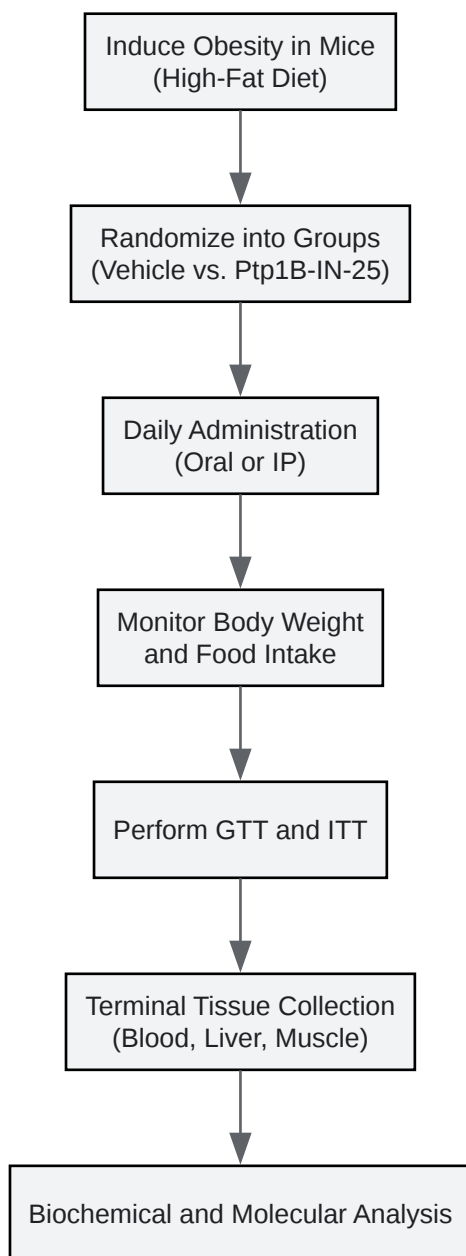 Induce Obesity in Mice
(High-Fat Diet)
Randomize into Groups
(Vehicle vs. Ptp1B-IN-25)
Daily Administration
(Oral or IP)
Monitor Body Weight
and Food Intake
Perform GTT and ITT
Terminal Tissue Collection
(Blood, Liver, Muscle)
Biochemical and Molecular Analysis